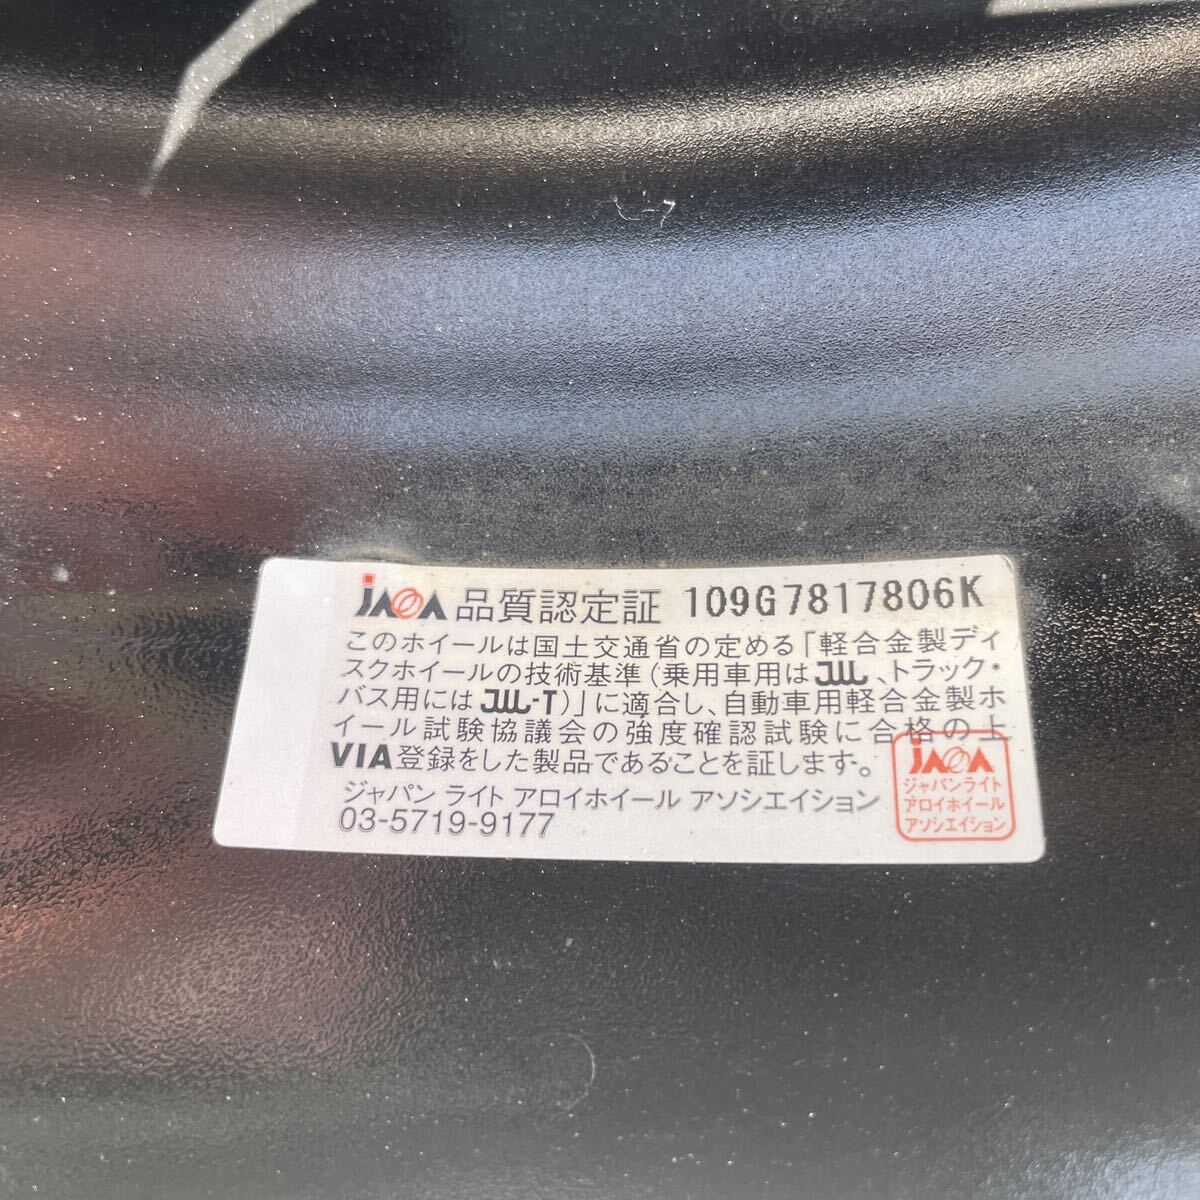 JAWA 品質認定証 109G7817806K
このホイールは国土交通省の定める「軽合金製ディ
スクホイールの技術基準(乗用車用はJWL、トラック・
バス用にはJWL-T)」に適合し、自動車用軽合金製ホ
イール試験協議会の強度確認試験に合格の上
VIA登録をした製品であることを証します。
ジャパン ライト アロイホイール アソシエイション
03-5719-9177
JAWA
ジャパンライト
アロイホイール
アソシエイション